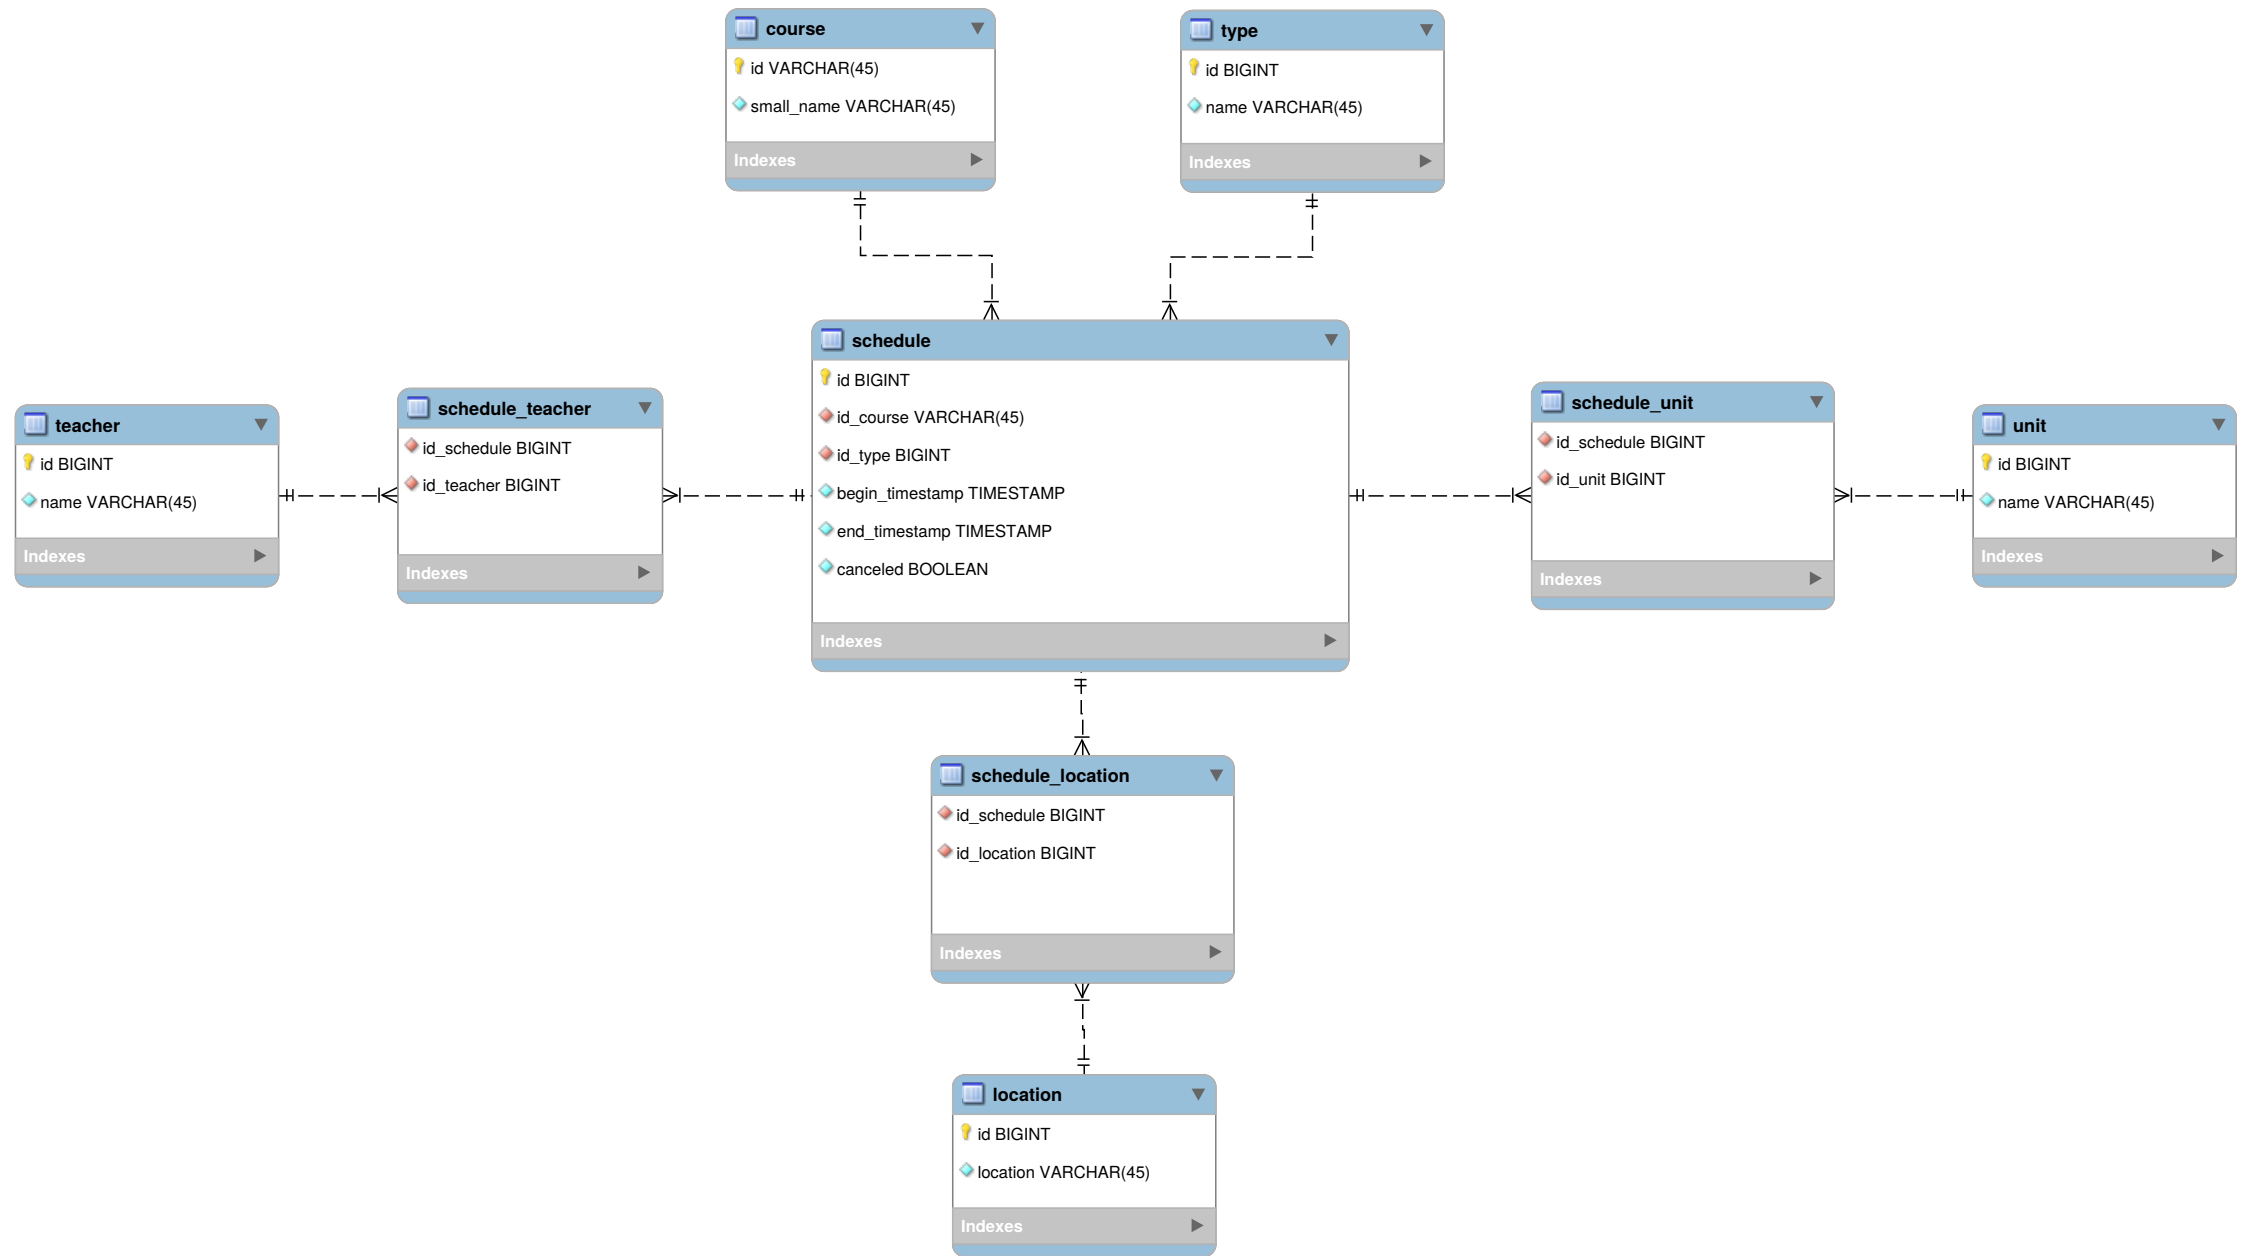 course
id VARCHAR(45)
small_name VARCHAR(45)
Indexes
type
id BIGINT
name VARCHAR(45)
Indexes
schedule
id BIGINT
id_course VARCHAR(45)
id_type BIGINT
begin_timestamp TIMESTAMP
end_timestamp TIMESTAMP
canceled BOOLEAN
Indexes
teacher
id BIGINT
name VARCHAR(45)
Indexes
schedule_teacher
id_schedule BIGINT
id_teacher BIGINT
Indexes
schedule_unit
id_schedule BIGINT
id_unit BIGINT
Indexes
unit
id BIGINT
name VARCHAR(45)
Indexes
schedule_location
id_schedule BIGINT
id_location BIGINT
Indexes
location
id BIGINT
location VARCHAR(45)
Indexes